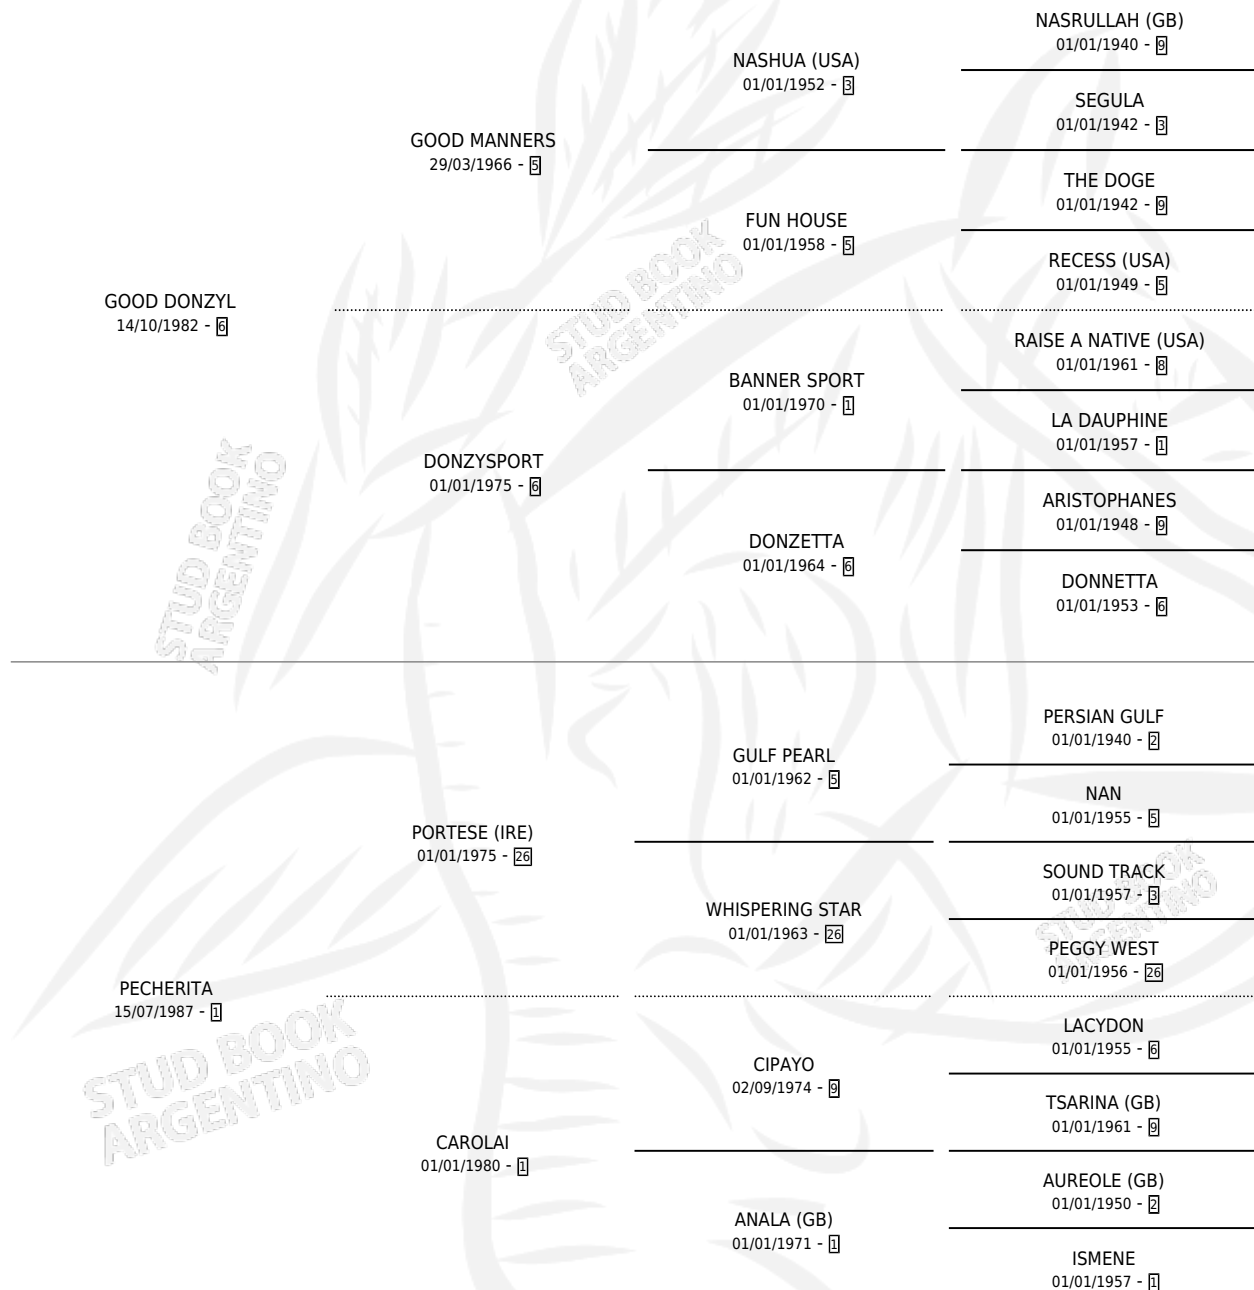 NASRULLAH (GB)
01/01/1940 - 9
NASHUA (USA)
01/01/1952 - 3
SEGULA
01/01/1942 - 3
GOOD MANNERS
29/03/1966 - 5
THE DOGE
01/01/1942 - 9
FUN HOUSE
01/01/1958 - 5
RECESS (USA)
01/01/1949 - 5
GOOD DONZYL
14/10/1982 - 6
STUD BOOK
ARGENTINO
RAISE A NATIVE (USA)
01/01/1961 - 8
BANNER SPORT
01/01/1970 - 1
LA DAUPHINE
01/01/1957 - 1
DONZYSPORT
01/01/1975 - 6
ARISTOPHANES
01/01/1948 - 9
DONZETTA
01/01/1964 - 6
DONNETTA
01/01/1953 - 6
STUD BOOK
ARGENTINO
PERSIAN GULF
01/01/1940 - 2
GULF PEARL
01/01/1962 - 5
NAN
01/01/1955 - 5
PORTESE (IRE)
01/01/1975 - 26
SOUND TRACK
01/01/1957 - 3
WHISPERING STAR
01/01/1963 - 26
PEGGY WEST
01/01/1956 - 26
STUD BOOK
ARGENTINO
PECHERITA
15/07/1987 - 1
LACYDON
01/01/1955 - 6
CIPAYO
02/09/1974 - 9
TSARINA (GB)
01/01/1961 - 9
STUD BOOK
ARGENTINO
CAROLAI
01/01/1980 - 1
AUREOLE (GB)
01/01/1950 - 2
ANALA (GB)
01/01/1971 - 1
ISMENE
01/01/1957 - 1